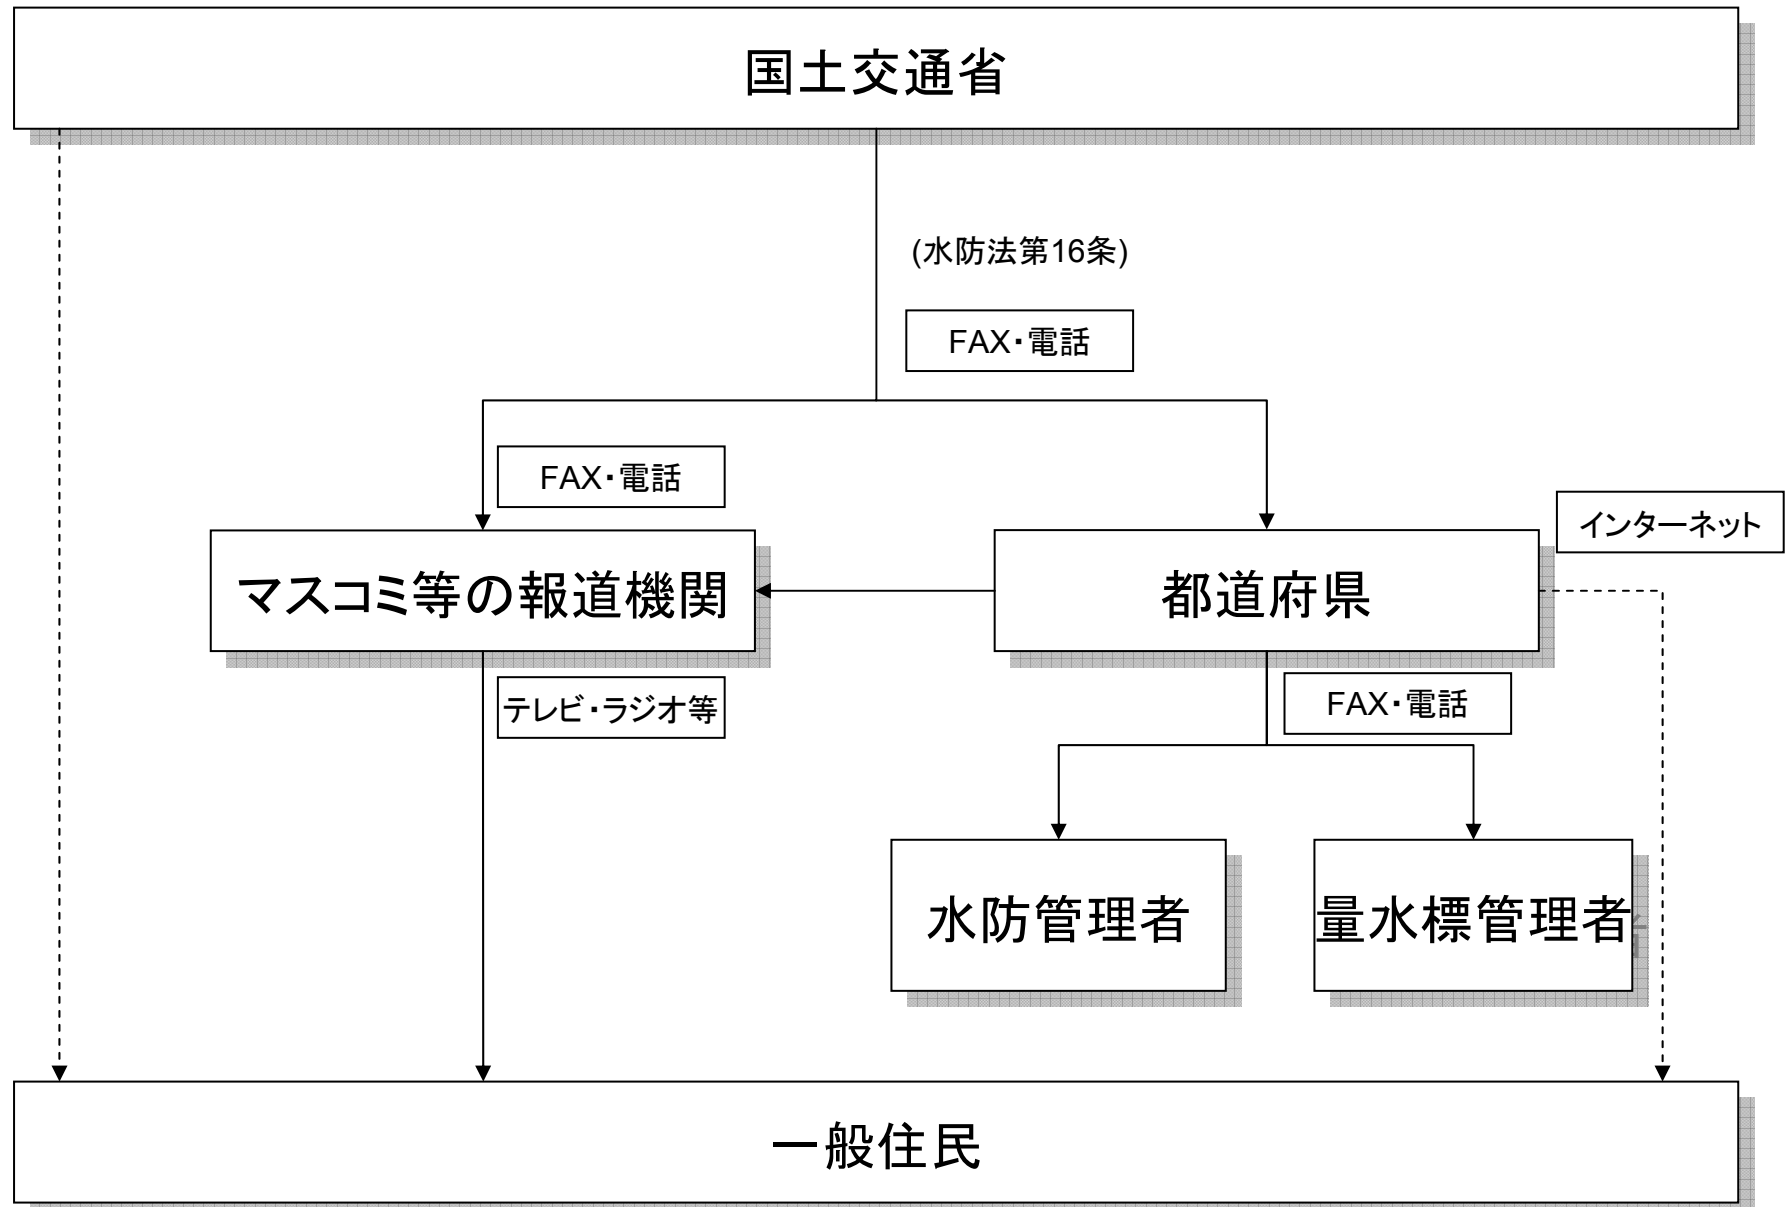 国土交通省
(水防法第16条)
FAX・電話
FAX・電話
インターネット
マスコミ等の報道機関
都道府県
テレビ・ラジオ等
FAX・電話
水防管理者
量水標管理者
一般住民